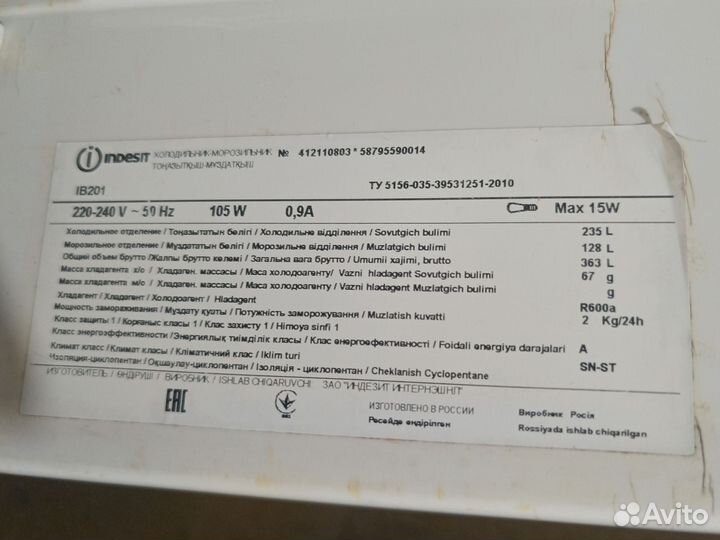 indesit ХОЛОДИЛЬНИК-МОРОЗИЛЬНИК № 412110803 * 58795590014
ТОҢАЗЫТҚЫШ-МҰЗДАТҚЫШ
IB201 ТУ 5156-035-39531251-2010
220-240 V ~ 50 Hz 105 W 0,9A Max 15W
Холодильное отделение / Тоңазытатын бөлігі / Холодильне відділення / Sovutgich bulimi 235 L
Морозильное отделение / Мұздататын бөлігі / Морозильне відділення / Muzlatgich bulimi 128 L
Общий объем брутто /Жалпы брутто көлемі / Загальна вага брутто / Umumii xajimi, brutto 363 L
Масса хладагента х/о / Хладаген. массасы / Маса холодоагенту/ Vazni hladagent Sovutgich bulimi 67 g
Масса хладагента м/о. / Хладаген. массасы / Маса холодоагенту/ Vazni hladagent Muzlatgich bulimi g
Хладагент / Хладагент / Холодоагент / Hladagent R600a
Мощность замораживания / Мұздату қуаты / Потужність заморожування / Muzlatish kuvatti 2 Kg/24h
Класс защиты 1 / Корғаныс класы 1 / Клас захисту 1 / Himoya sinfi 1
Класс энергоэффективности / Энергиялық тиімділік класы / Клас енергоефективності / Foidali energiya darajalari A
Климат класс / Климат класы / Кліматичний клас / Iklim turi SN-ST
Изоляция-циклопентан / Оқшаулау-циклопентан / Ізоляція - циклопентан / Cheklanish Cyclopentane
ИЗГОТОВИТЕЛЬ / ӨНДІРУШІ / ВИРОБНИК / ISHLAB CHIQARUVCHI ЗАО "ИНДЕЗИТ ИНТЕРНЭШНЛ"
EAC ИЗГОТОВЛЕНО В РОССИИ Виробник Росія
Ресейде өндірілген Rossiyada ishlab chiqarilgan
Avito